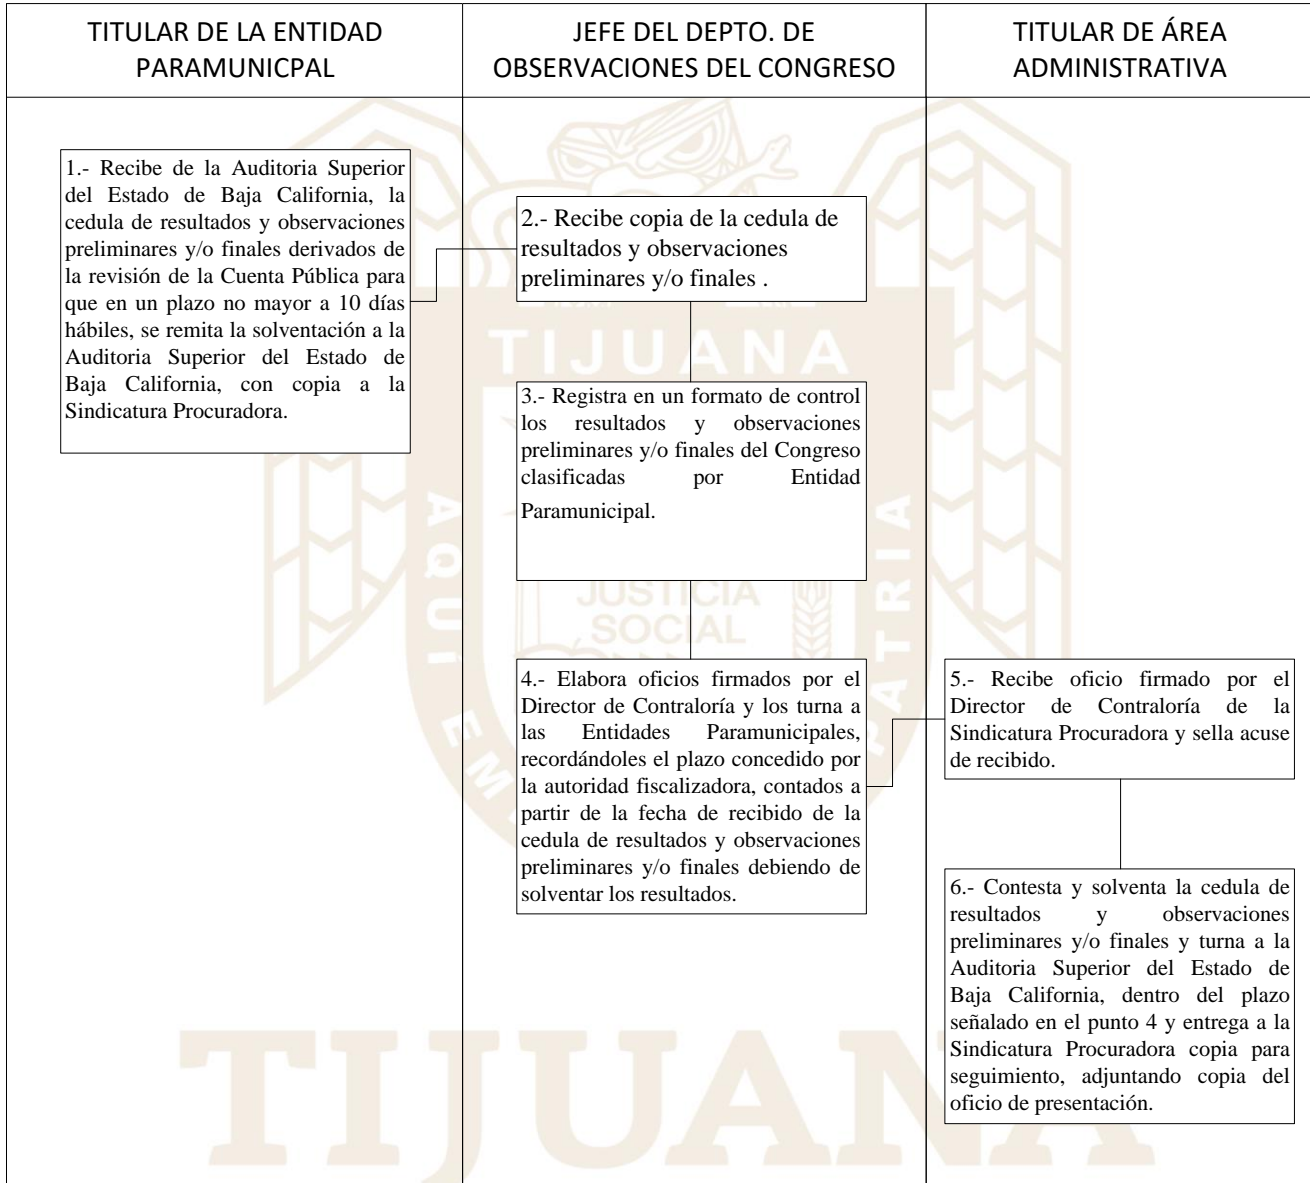 TITULAR DE LA ENTIDAD
PARAMUNICPAL
JEFE DEL DEPTO. DE
OBSERVACIONES DEL CONGRESO
TITULAR DE ÁREA
ADMINISTRATIVA
1.- Recibe de la Auditoria Superior
del Estado de Baja California, la
cedula de resultados y observaciones
preliminares y/o finales derivados de
la revisión de la Cuenta Pública para
que en un plazo no mayor a 10 días
hábiles, se remita la solventación a la
Auditoria Superior del Estado de
Baja California, con copia a la
Sindicatura Procuradora.
2.- Recibe copia de la cedula de
resultados y observaciones
preliminares y/o finales .
3.- Registra en un formato de control
los resultados y observaciones
preliminares y/o finales del Congreso
clasificadas por Entidad
Paramunicipal.
4.- Elabora oficios firmados por el
Director de Contraloría y los turna a
las Entidades Paramunicipales,
recordándoles el plazo concedido por
la autoridad fiscalizadora, contados a
partir de la fecha de recibido de la
cedula de resultados y observaciones
preliminares y/o finales debiendo de
solventar los resultados.
5.- Recibe oficio firmado por el
Director de Contraloría de la
Sindicatura Procuradora y sella acuse
de recibido.
6.- Contesta y solventa la cedula de
resultados y observaciones
preliminares y/o finales y turna a la
Auditoria Superior del Estado de
Baja California, dentro del plazo
señalado en el punto 4 y entrega a la
Sindicatura Procuradora copia para
seguimiento, adjuntando copia del
oficio de presentación.
TIJUANA
JUSTICIA
SOCIAL
AQUÍ
PATRIA
TIJUANA